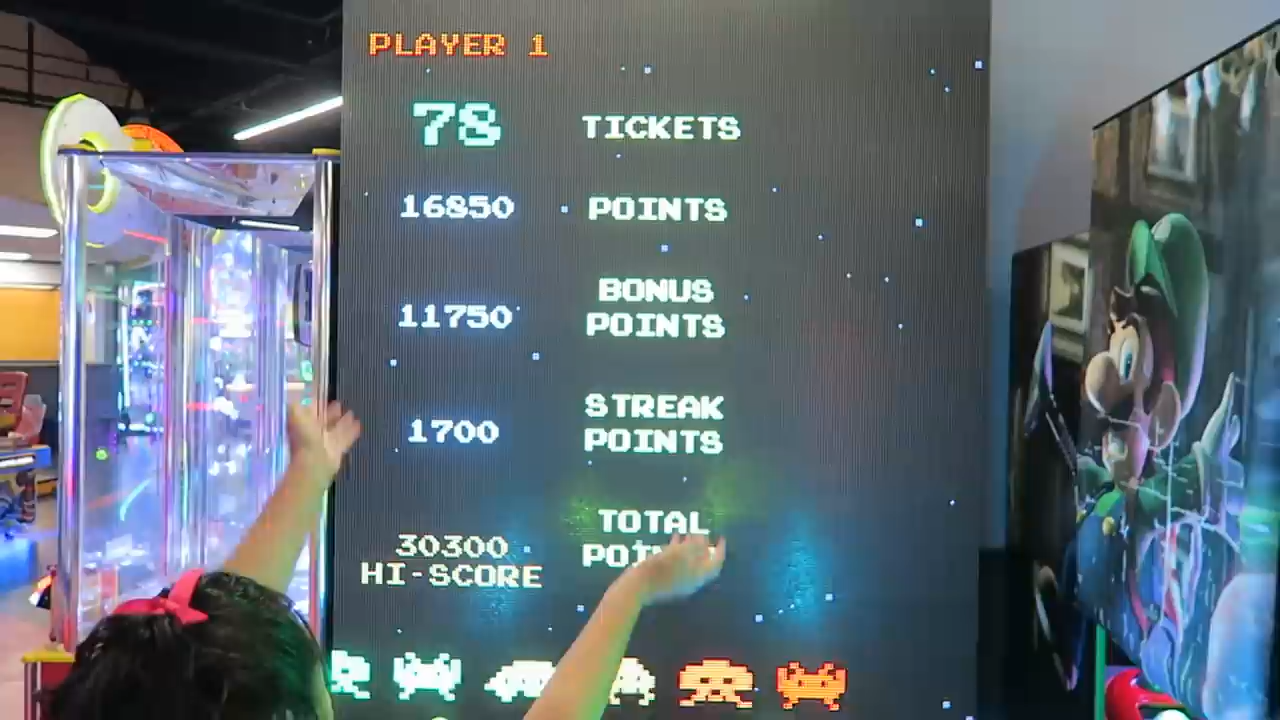 PLAYER 1
78 TICKETS
16850 POINTS
BONUS
11750 POINTS
STREAK
1700 POINTS
TOTAL
30300
HI-SCORE